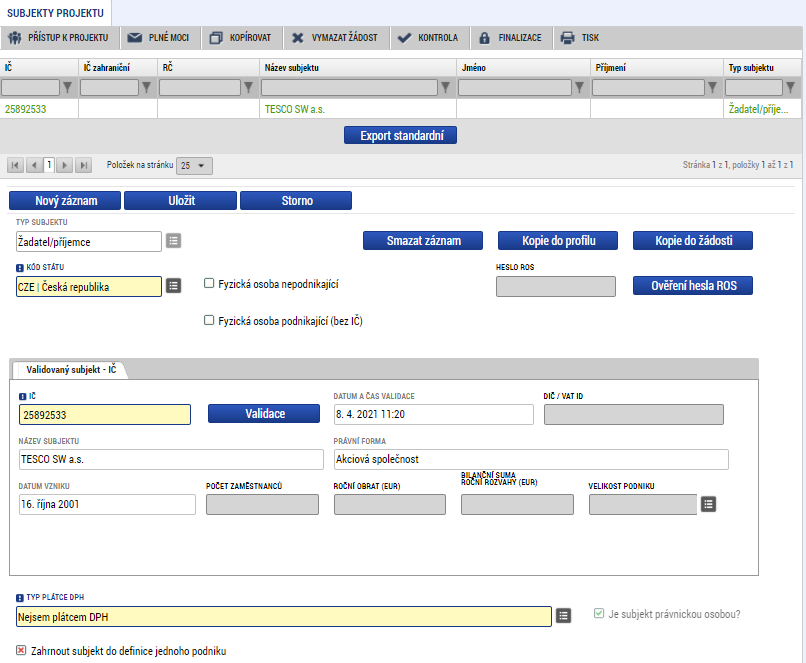 SUBJEKTY PROJEKTU
PŘÍSTUP K PROJEKTU PLNÉ MOCI KOPÍROVAT VYMAZAT ŽÁDOST KONTROLA FINALIZACE TISK
IČ IČ zahraniční RČ Název subjektu Jméno Příjmení Typ subjektu
25892533 TESCO SW a.s. Žadatel/příje...
Export standardní
1 Položek na stránku 25 Stránka 1 z 1, položky 1 až 1 z 1
Nový záznam Uložit Storno
TYP SUBJEKTU
Žadatel/příjemce Smazat záznam Kopie do profilu Kopie do žádosti
KÓD STÁTU HESLO ROS
CZE | Česká republika Fyzická osoba nepodnikající Ověření hesla ROS
Fyzická osoba podnikající (bez IČ)
Validovaný subjekt - IČ
IČ DATUM A ČAS VALIDACE DIČ / VAT ID
25892533 Validace 8. 4. 2021 11:20
NÁZEV SUBJEKTU PRÁVNÍ FORMA
TESCO SW a.s. Akciová společnost
BILANČNÍ SUMA
DATUM VZNIKU POČET ZAMĚSTNANCŮ ROČNÍ OBRAT (EUR) ROČNÍ ROZVAHY (EUR) VELIKOST PODNIKU
16. října 2001
TYP PLÁTCE DPH
Nejsem plátcem DPH Je subjekt právnickou osobou?
Zahrnout subjekt do definice jednoho podniku